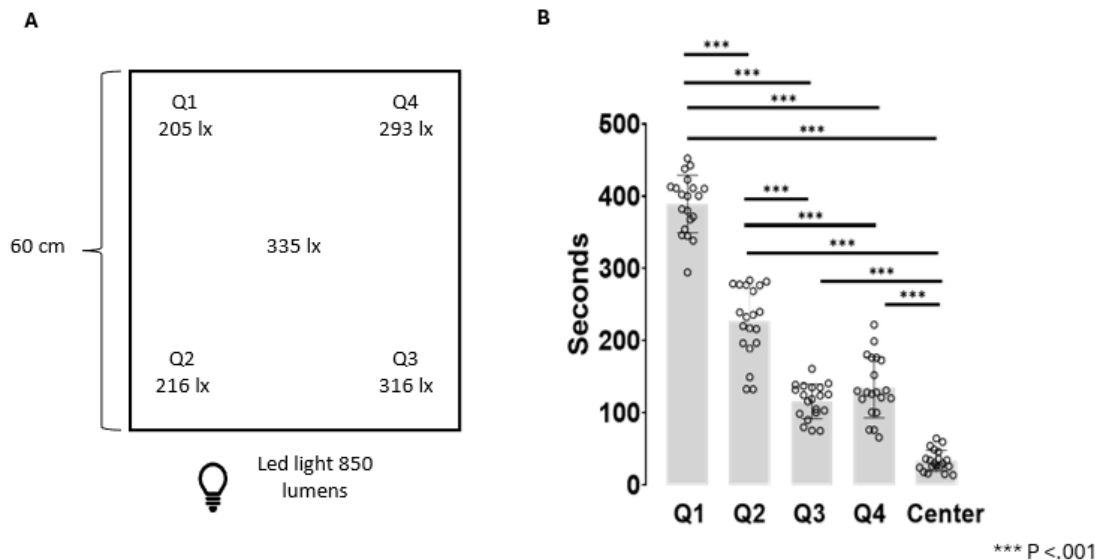 A
Q1
205 lx
Q4
293 lx
60 cm
335 lx
Q2
216 lx
Q3
316 lx
Led light 850
lumens
B
***
***
***
***
***
***
***
***
***
Seconds
500
400
300
200
100
0
Q1 Q2 Q3 Q4 Center
*** P <.001